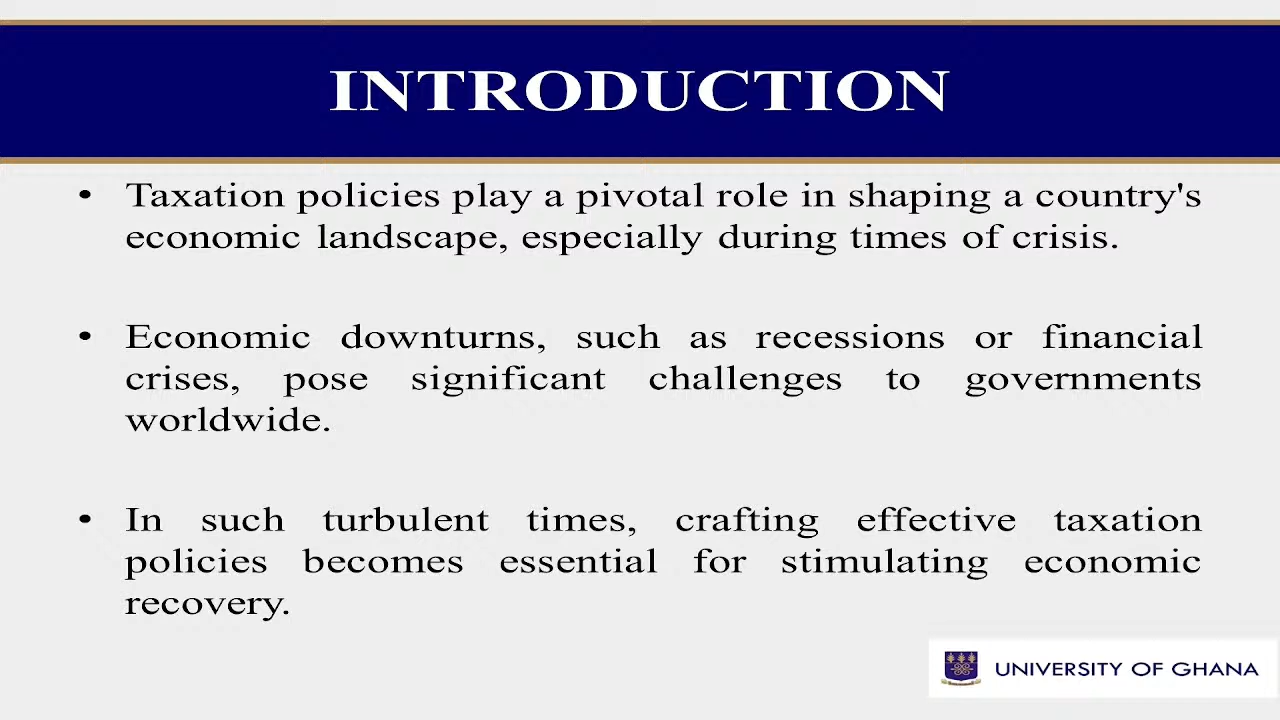 INTRODUCTION
• Taxation policies play a pivotal role in shaping a country's
economic landscape, especially during times of crisis.
• Economic downturns, such as recessions or financial
crises, pose significant challenges to governments
worldwide.
• In such turbulent times, crafting effective taxation
policies becomes essential for stimulating economic
recovery.
UNIVERSITY OF GHANA